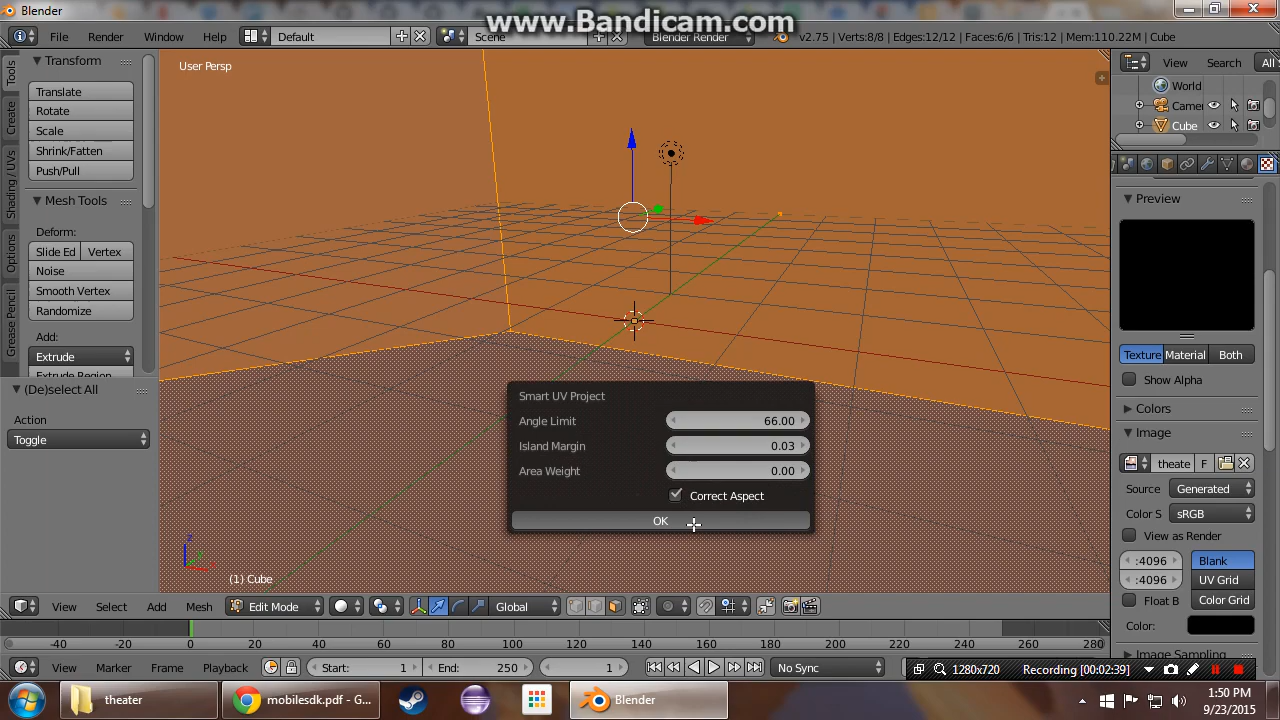 www.Bandicam.com
Blender
File Render Window Help Default Scene Blender Render v2.75 | Verts:8/8 | Edges:12/12 | Faces:6/6 | Tris:12 | Mem:110.22M | Cube
Tools
Create
Shading / UVs
Options
Grease Pencil
Transform
Translate
Rotate
Scale
Shrink/Fatten
Push/Pull
Mesh Tools
Deform:
Slide Ed Vertex
Noise
Smooth Vertex
Randomize
Add:
Extrude
Extrude Region
(De)select All
Action
Toggle
User Persp
Smart UV Project
Angle Limit 66.00
Island Margin 0.03
Area Weight 0.00
Correct Aspect
OK
z
(1) Cube
View Select Add Mesh Edit Mode Global
View Search All S
World
Camer
Cube
Preview
Texture Material Both
Show Alpha
Colors
Image
theate F
Source Generated
Color S sRGB
View as Render
:4096 Blank
:4096 UV Grid
Float B Color Grid
Color:
Image Sampling
-40 -20 0 20 40 60 80 100 120 140 160 180 200 220 240 260 280
View Marker Frame Playback Start: 1 End: 250 1 No Sync
1280x720 Recording [00:02:39]
theater mobilesdk.pdf - G... Blender
1:50 PM
9/23/2015